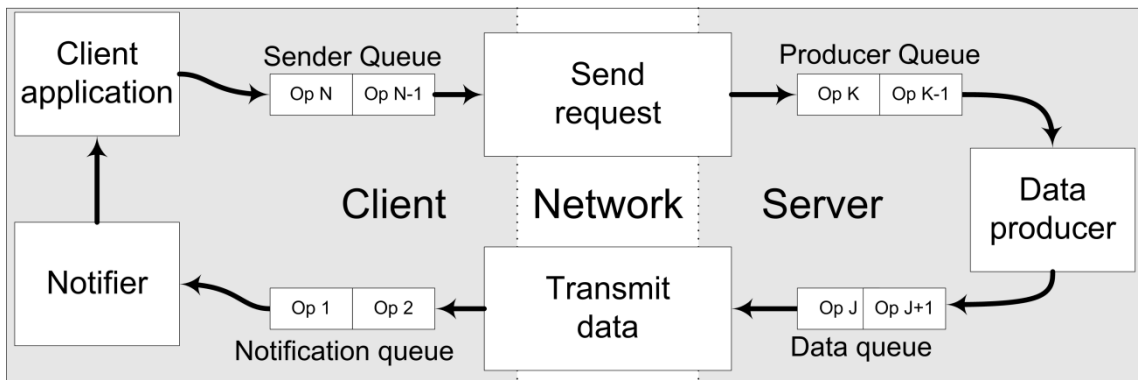 Client
application
Sender Queue
Op N
Op N-1
Send
request
Producer Queue
Op K
Op K-1
Data
producer
Client
Network
Server
Notifier
Op 1
Op 2
Notification queue
Transmit
data
Op J
Op J+1
Data queue